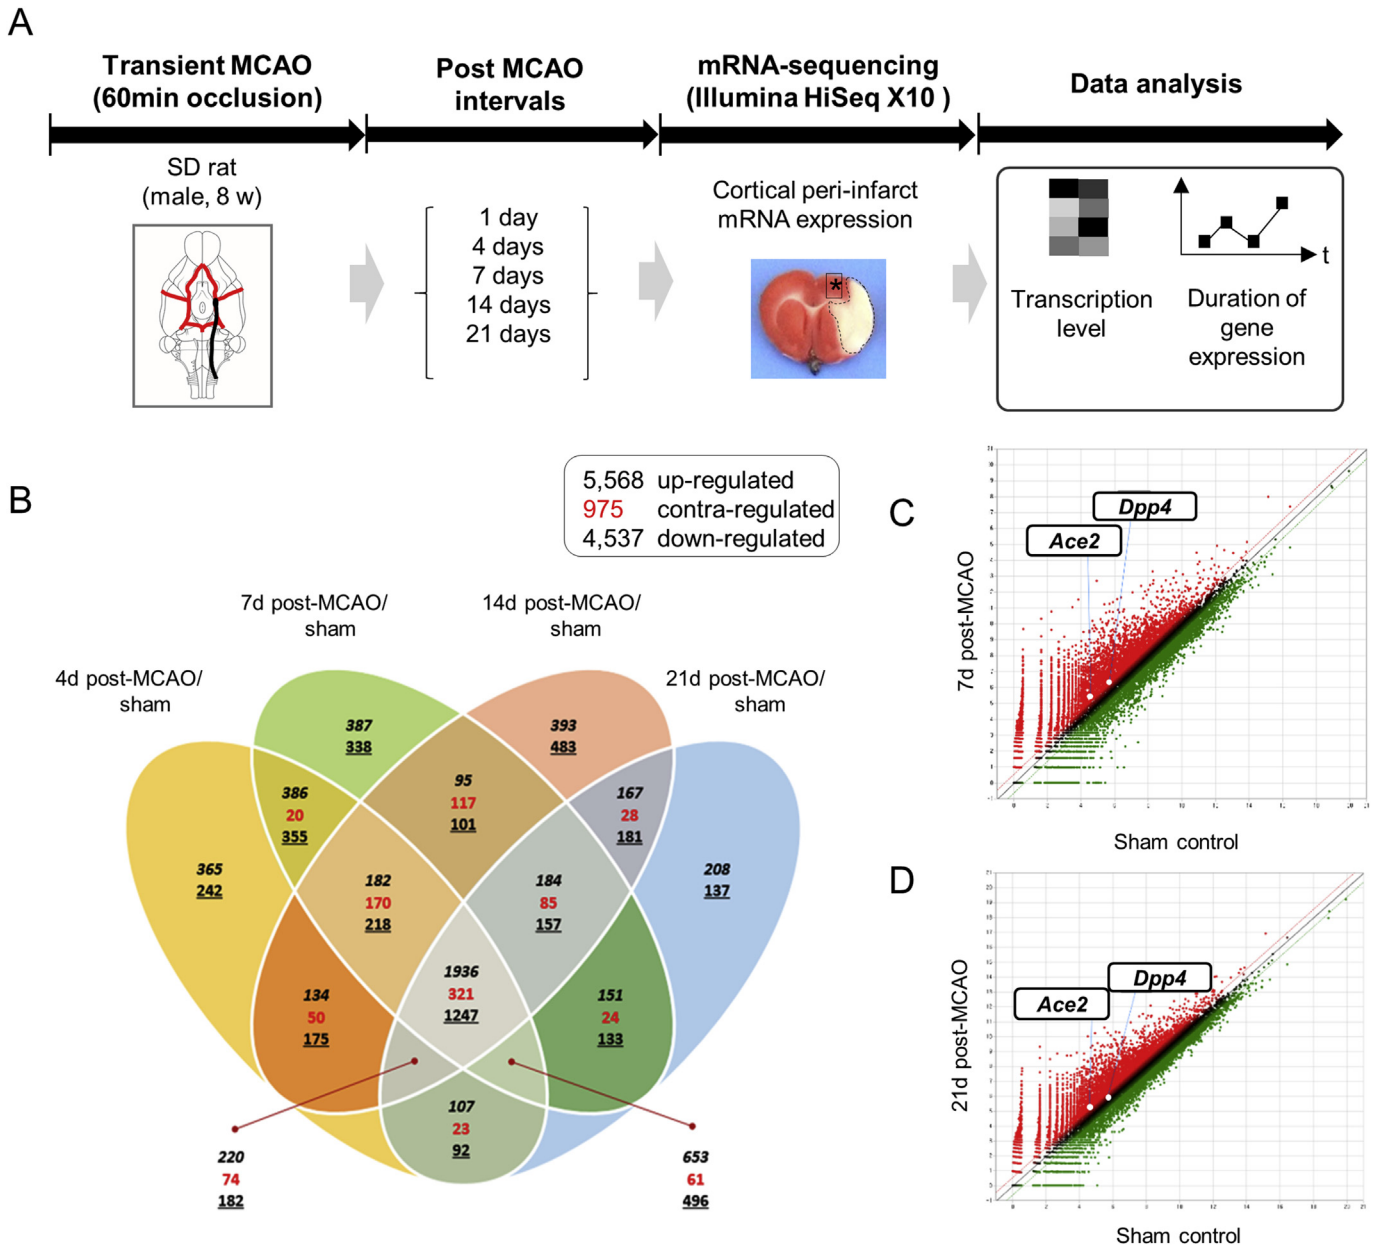 A
Transient MCAO
(60min occlusion)
Post MCAO
intervals
mRNA-sequencing
(Illumina HiSeq X10 )
Data analysis
SD rat
(male, 8 w)
1 day
4 days
7 days
14 days
21 days
Cortical peri-infarct
mRNA expression
*
t
Transcription
level
Duration of
gene
expression
B
5,568 up-regulated
975 contra-regulated
4,537 down-regulated
4d post-MCAO/
sham
7d post-MCAO/
sham
14d post-MCAO/
sham
21d post-MCAO/
sham
387
338
393
483
386
20
355
95
117
101
167
28
181
365
242
182
170
218
184
85
157
208
137
134
50
175
1936
321
1247
151
24
133
107
23
92
220
74
182
653
61
496
C
Dpp4
Ace2
7d post-MCAO
Sham control
D
Dpp4
Ace2
21d post-MCAO
Sham control